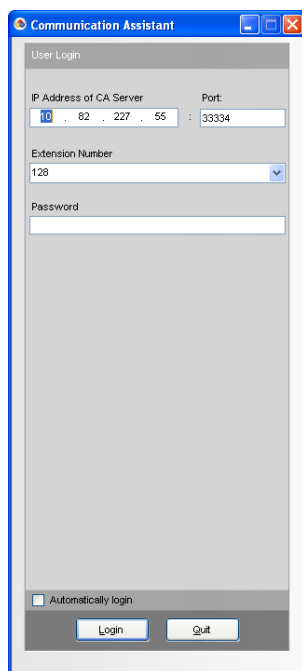 Communication Assistant
User Login
IP Address of CA Server Port:
10 . 82 . 227 . 55 : 33334
Extension Number
128
Password
Automatically login
Login Quit